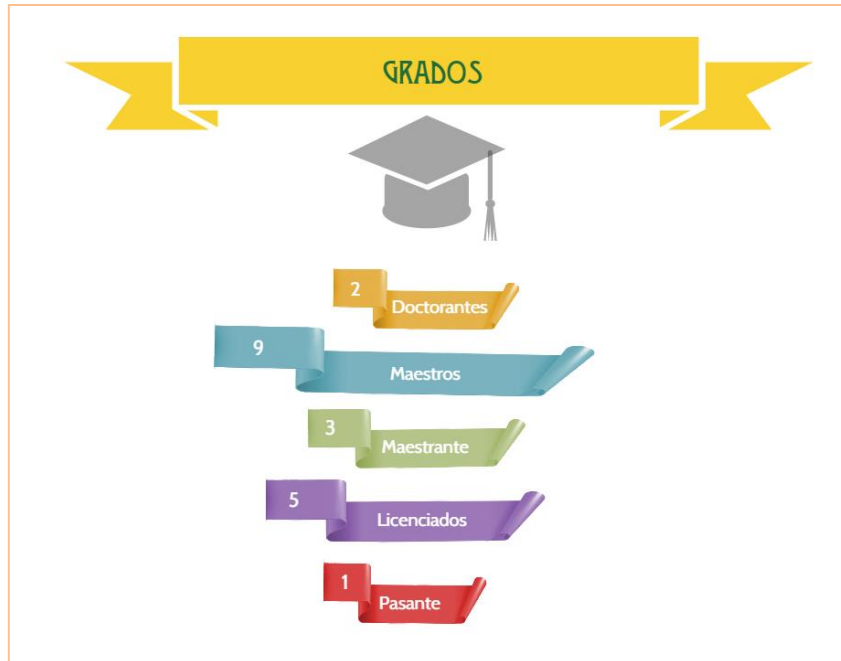 GRADOS
2
Doctorantes
9
Maestros
3
Maestrante
5
Licenciados
1
Pasante